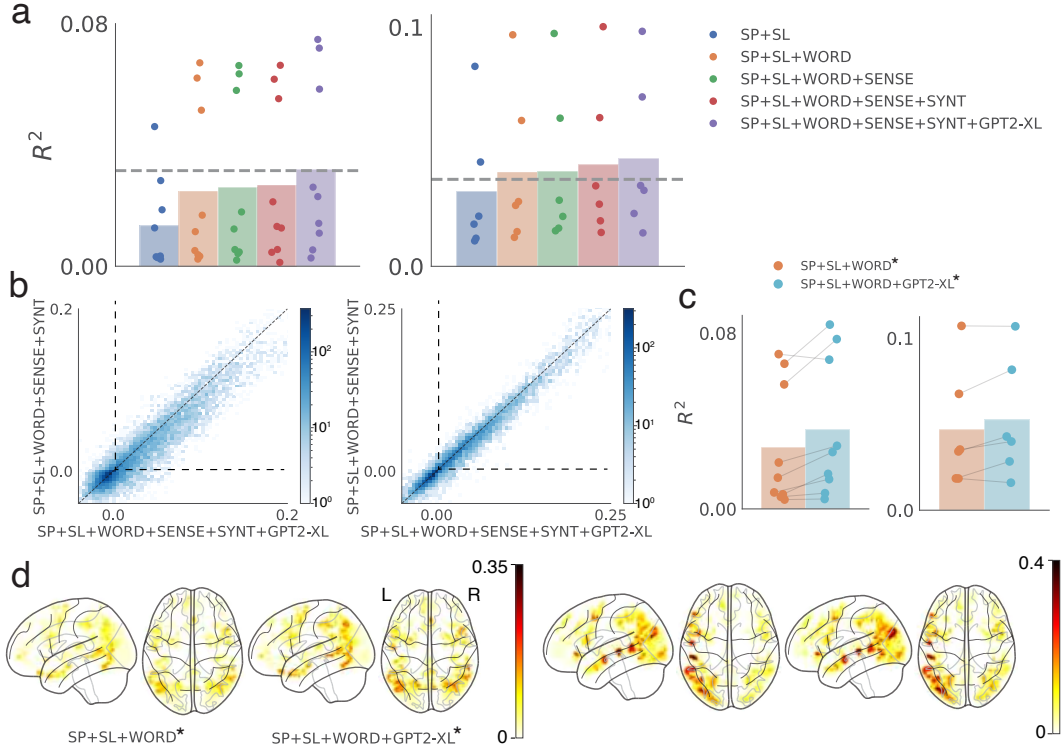 a
0.08
R²
0.00
0.1
0.0
SP+SL
SP+SL+WORD
SP+SL+WORD+SENSE
SP+SL+WORD+SENSE+SYNT
SP+SL+WORD+SENSE+SYNT+GPT2-XL
b
SP+SL+WORD+SENSE+SYNT
0.2
0.0
0.0
0.2
10²
10¹
10⁰
SP+SL+WORD+SENSE+SYNT+GPT2-XL
SP+SL+WORD+SENSE+SYNT
0.25
0.0
0.00
0.25
10²
10¹
10⁰
SP+SL+WORD+SENSE+SYNT+GPT2-XL
c
SP+SL+WORD*
SP+SL+WORD+GPT2-XL*
0.08
R²
0.00
0.1
0.0
d
L
R
0.35
0
SP+SL+WORD*
SP+SL+WORD+GPT2-XL*
0.4
0